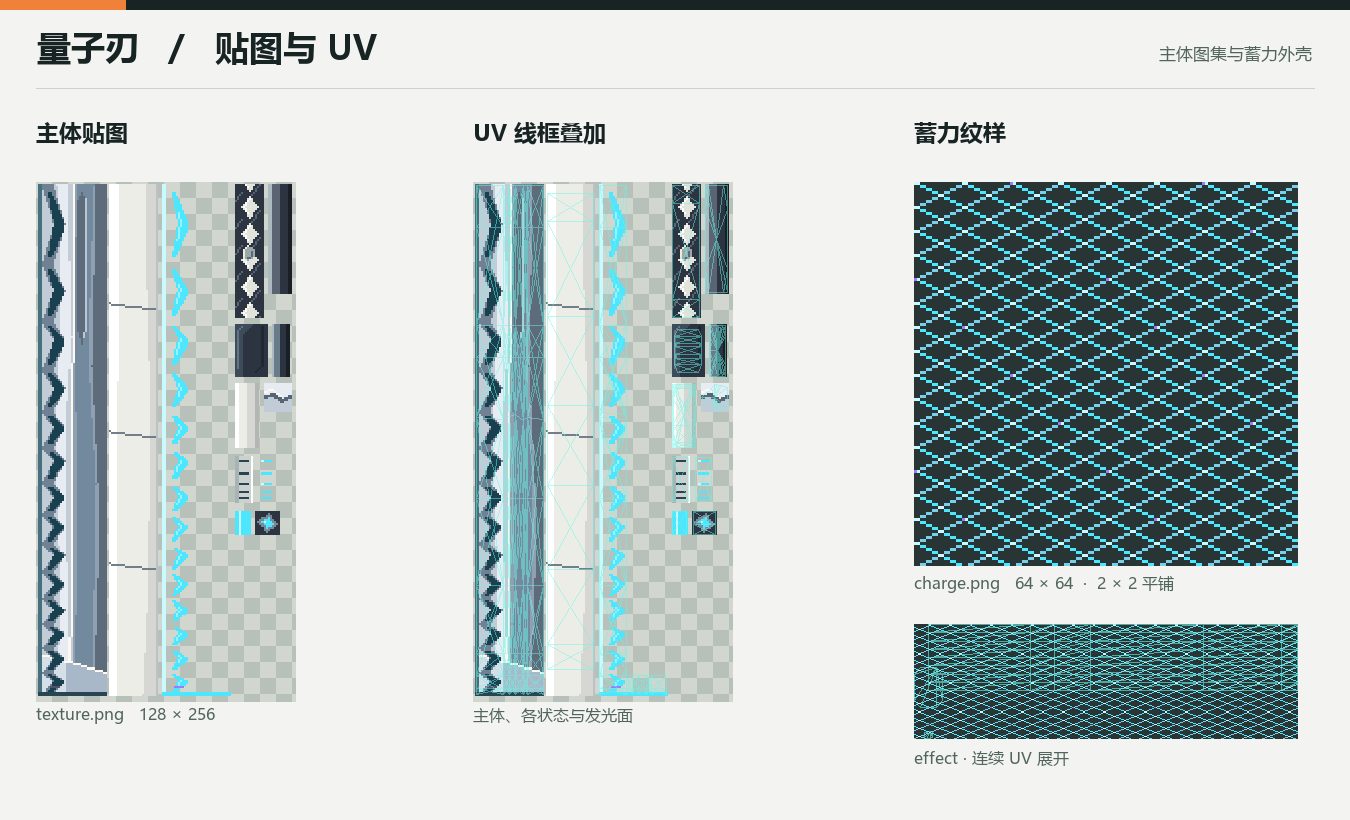 量子刃 / 贴图与 UV
主体图集与蓄力外壳
主体贴图
UV 线框叠加
蓄力纹样
charge.png 64 × 64 · 2 × 2 平铺
texture.png 128 × 256
主体、各状态与发光面
effect · 连续 UV 展开